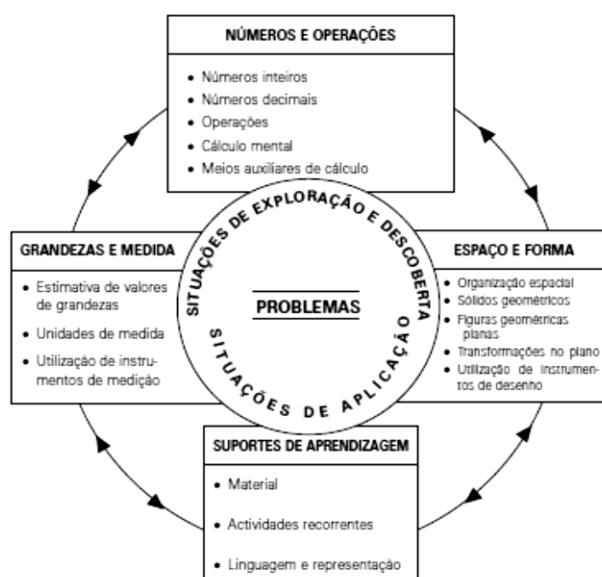 NÚMEROS E OPERAÇÕES
• Números inteiros
• Números decimais
• Operações
• Cálculo mental
• Meios auxiliares de cálculo
GRANDEZAS E MEDIDA
• Estimativa de valores
de grandezas
• Unidades de medida
• Utilização de instru-
mentos de medição
SITUAÇÕES DE EXPLORAÇÃO E DESCOBERTA
PROBLEMAS
SITUAÇÕES DE APLICAÇÃO
ESPAÇO E FORMA
• Organização espacial
• Sólidos geométricos
• Figuras geométricas
planas
• Transformações no plano
• Utilização de instrumen-
tos de desenho
SUPORTES DE APRENDIZAGEM
• Material
• Actividades recorrentes
• Linguagem e representação